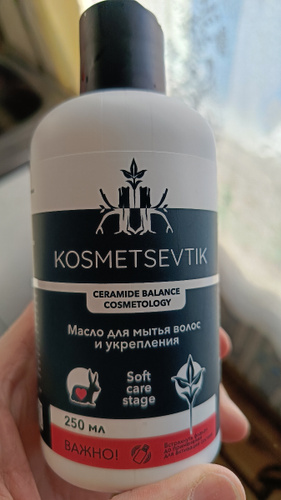 KOSMETSEVTIK
CERAMIDE BALANCE
COSMETOLOGY
Масло для мытья волос
и укрепления
Soft
care
stage
250 мл
ВАЖНО!